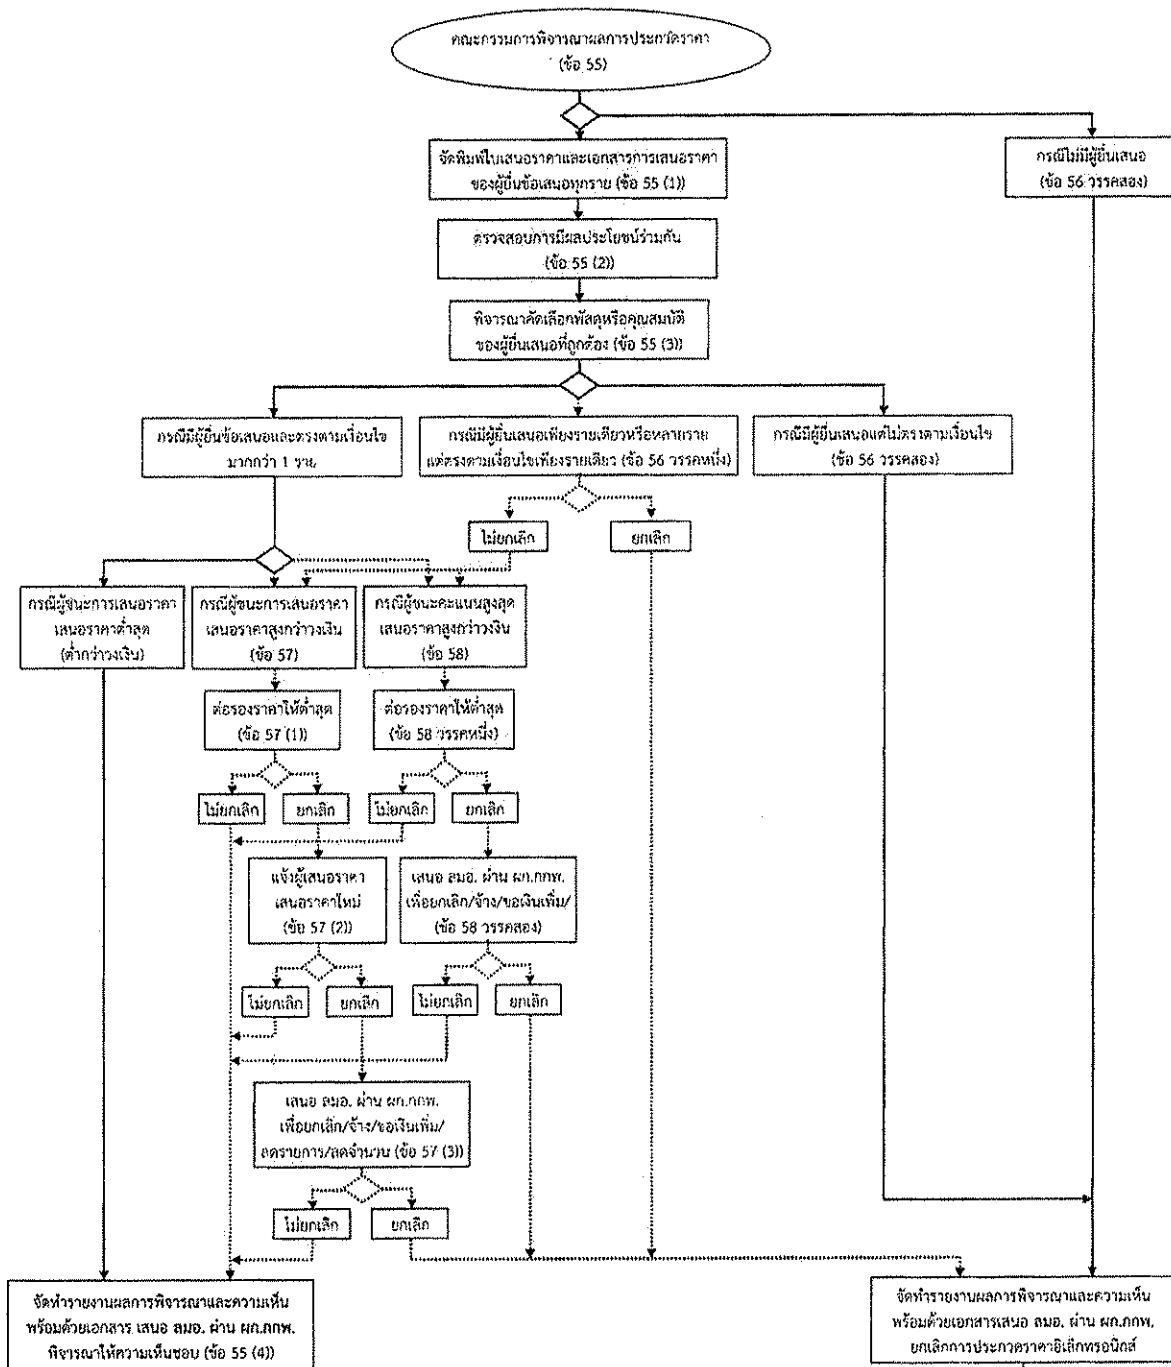 คณะกรรมการพิจารณาผลการประกวดราคา
(ข้อ 55)
จัดพิมพ์ใบเสนอราคาและเอกสารการเสนอราคา
ของผู้ยื่นข้อเสนอทุกราย (ข้อ 55 (1))
กรณีไม่มีผู้ยื่นเสนอ
(ข้อ 56 วรรคสอง)
ตรวจสอบการมีผลประโยชน์ร่วมกัน
(ข้อ 55 (2))
พิจารณาคัดเลือกพัสดุหรือคุณสมบัติ
ของผู้ยื่นเสนอที่ถูกต้อง (ข้อ 55 (3))
กรณีมีผู้ยื่นข้อเสนอและตรงตามเงื่อนไข
มากกว่า 1 ราย
กรณีมีผู้ยื่นเสนอเพียงรายเดียวหรือหลายราย
แต่ตรงตามเงื่อนไขเพียงรายเดียว (ข้อ 56 วรรคหนึ่ง)
กรณีมีผู้ยื่นเสนอแต่ไม่ตรงตามเงื่อนไข
(ข้อ 56 วรรคสอง)
ไม่ยกเลิก
ยกเลิก
กรณีผู้ชนะการเสนอราคา
เสนอราคาต่ำสุด
(ต่ำกว่าวงเงิน)
กรณีผู้ชนะการเสนอราคา
เสนอราคาสูงกว่าวงเงิน
(ข้อ 57)
กรณีผู้ชนะคะแนนสูงสุด
เสนอราคาสูงกว่าวงเงิน
(ข้อ 58)
ต่อรองราคาให้ต่ำสุด
(ข้อ 57 (1))
ต่อรองราคาให้ต่ำสุด
(ข้อ 58 วรรคหนึ่ง)
ไม่ยกเลิก
ยกเลิก
ไม่ยกเลิก
ยกเลิก
แจ้งผู้เสนอราคา
เสนอราคาใหม่
(ข้อ 57 (2))
เสนอ ลมอ. ผ่าน ผก.กกพ.
เพื่อยกเลิก/จ้าง/ขอเงินเพิ่ม/
(ข้อ 58 วรรคสอง)
ไม่ยกเลิก
ยกเลิก
ไม่ยกเลิก
ยกเลิก
เสนอ ลมอ. ผ่าน ผก.กกพ.
เพื่อยกเลิก/จ้าง/ขอเงินเพิ่ม/
ลดรายการ/ลดจำนวน (ข้อ 57 (3))
ไม่ยกเลิก
ยกเลิก
จัดทำรายงานผลการพิจารณาและความเห็น
พร้อมด้วยเอกสาร เสนอ ลมอ. ผ่าน ผก.กกพ.
พิจารณาให้ความเห็นชอบ (ข้อ 55 (4))
จัดทำรายงานผลการพิจารณาและความเห็น
พร้อมด้วยเอกสารเสนอ ลมอ. ผ่าน ผก.กกพ.
ยกเลิกการประกวดราคาอิเล็กทรอนิกส์